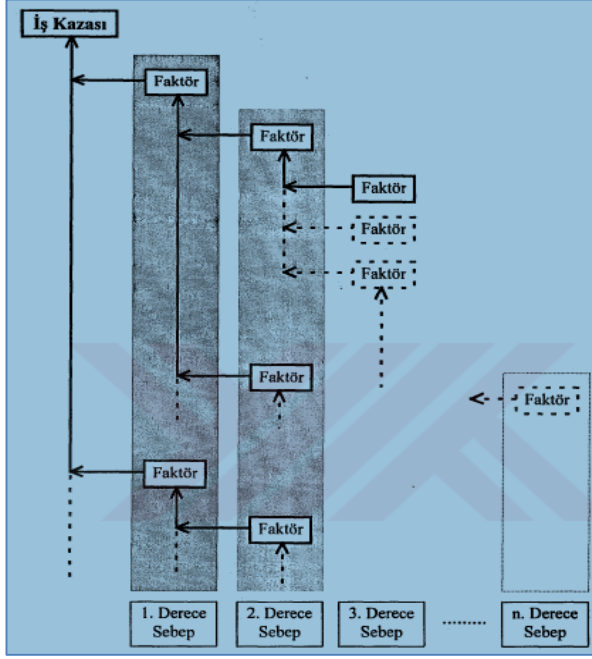 İş Kazası
Faktör
Faktör
Faktör
Faktör
Faktör
Faktör
Faktör
Faktör
Faktör
1. Derece
Sebep
2. Derece
Sebep
3. Derece
Sebep
.........
n. Derece
Sebep